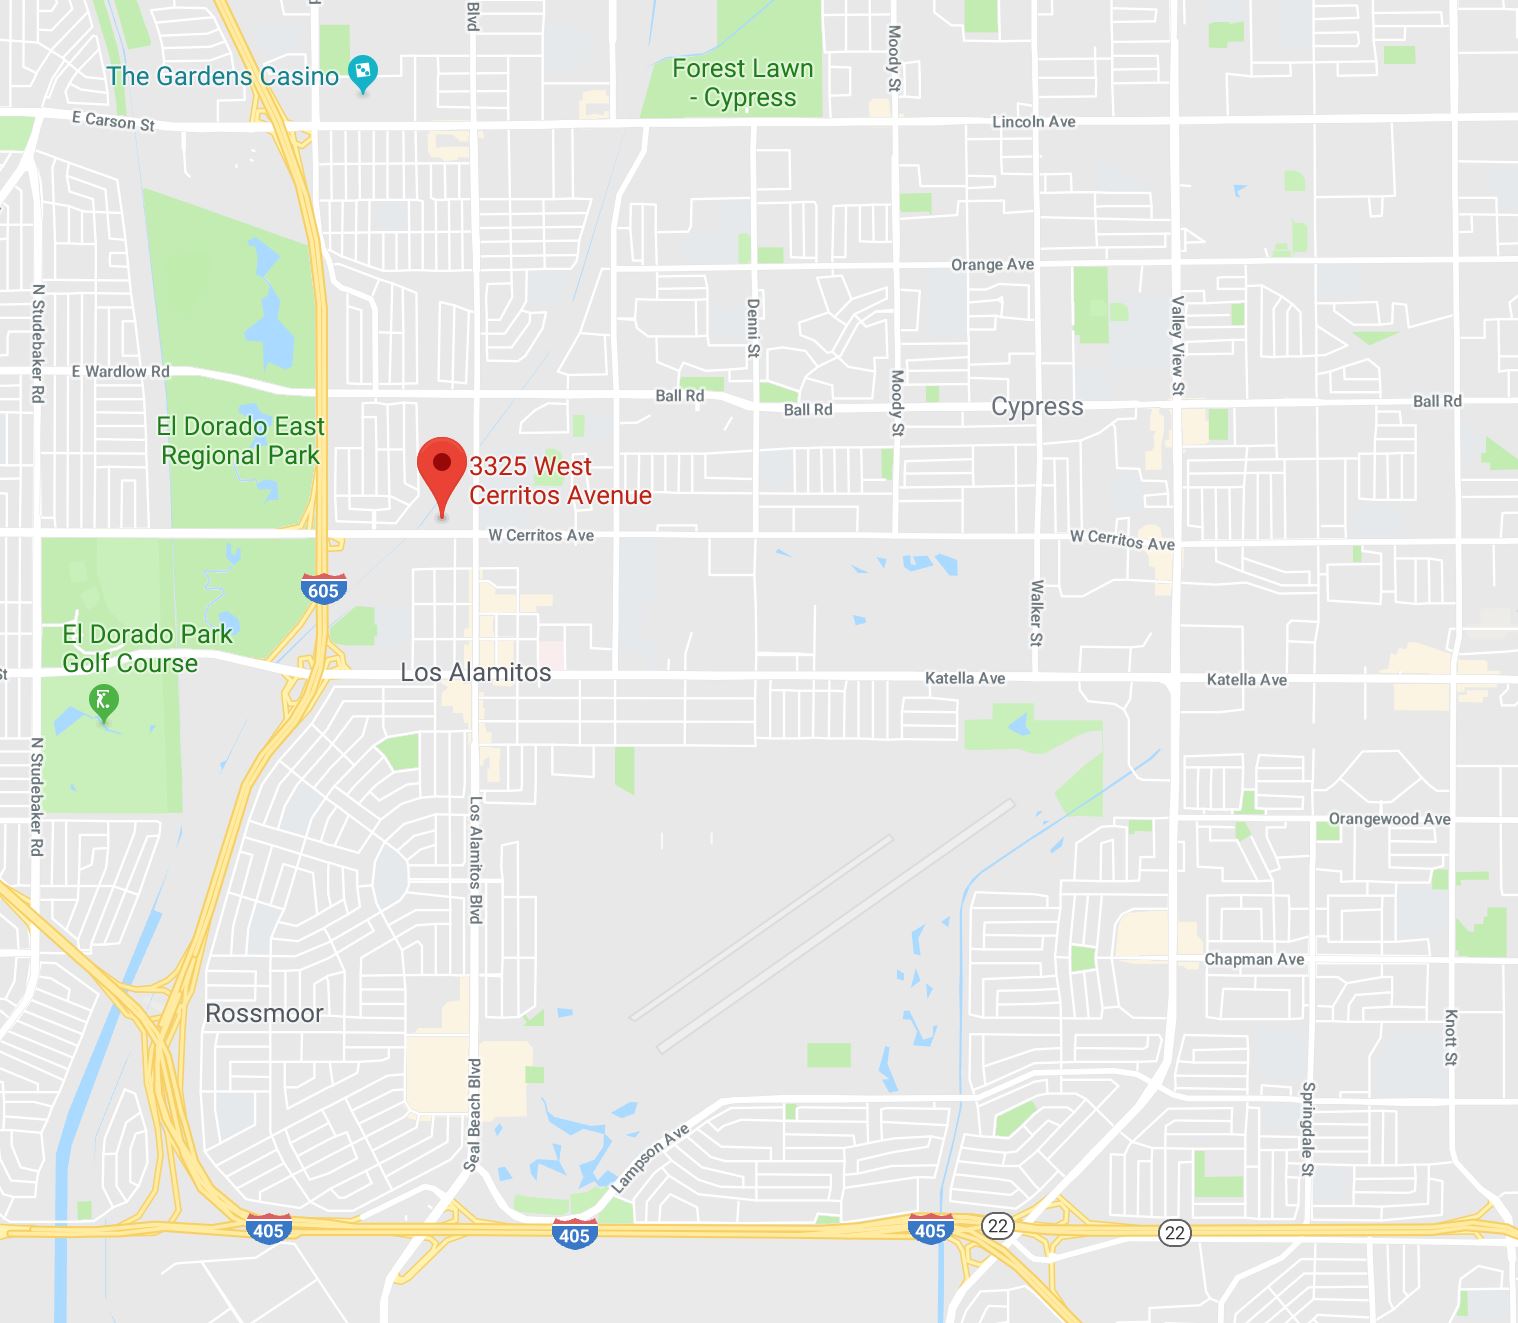 d
Blvd
Moody St
The Gardens Casino
Forest Lawn
- Cypress
E Carson St
Lincoln Ave
Orange Ave
N Studebaker Rd
Denni St
Valley View St
E Wardlow Rd
Ball Rd
Ball Rd
Moody St
Cypress
Ball Rd
El Dorado East
Regional Park
3325 West
Cerritos Avenue
W Cerritos Ave
W Cerritos Ave
605
Walker St
El Dorado Park
Golf Course
St
Los Alamitos
Katella Ave
Katella Ave
N Studebaker Rd
Los Alamitos Blvd
Orangewood Ave
Chapman Ave
Rossmoor
Knott St
Seal Beach Blvd
Lampson Ave
Springdale St
405
405
405
22
22